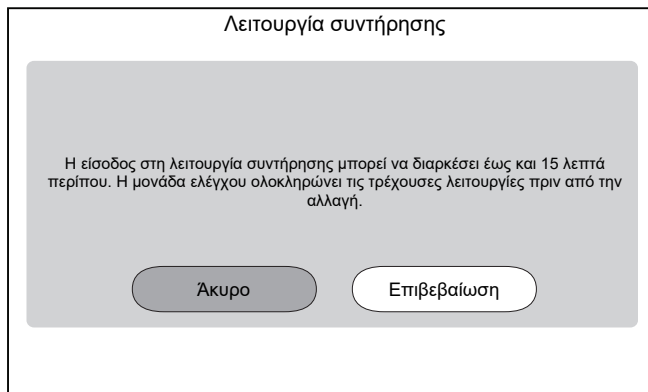 Λειτουργία συντήρησης
Η είσοδος στη λειτουργία συντήρησης μπορεί να διαρκέσει έως και 15 λεπτά
περίπου. Η μονάδα ελέγχου ολοκληρώνει τις τρέχουσες λειτουργίες πριν από την
αλλαγή.
Άκυρο
Επιβεβαίωση